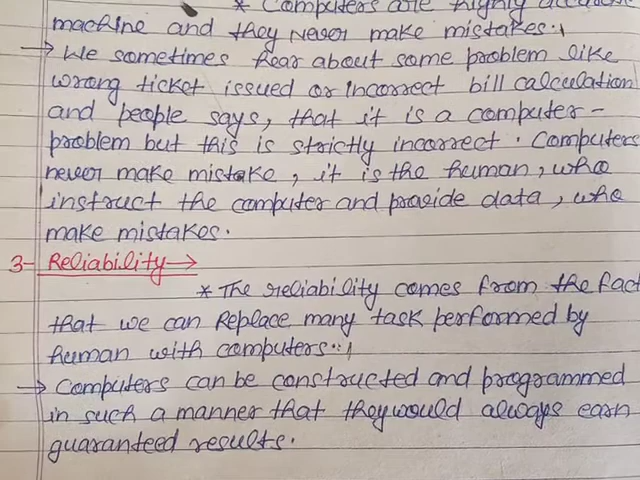 * Computers are highly accurate
machine and they never make mistakes.
→ We sometimes hear about some problem like
wrong ticket issued or incorrect bill calculation
and people says, that it is a computer-
problem but this is strictly incorrect. Computers
never make mistake, it is the human, who
instruct the computer and provide data, who
make mistakes.
3- Reliability →
* The reliability comes from the fact
that we can Replace many task performed by
human with computers.
→ Computers can be constructed and programmed
in such a manner that they would always earn
guaranteed results.